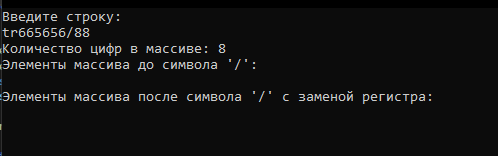 Введите строку:
tr665656/88
Количество цифр в массиве: 8
Элементы массива до символа '/':
Элементы массива после символа '/' с заменой регистра: